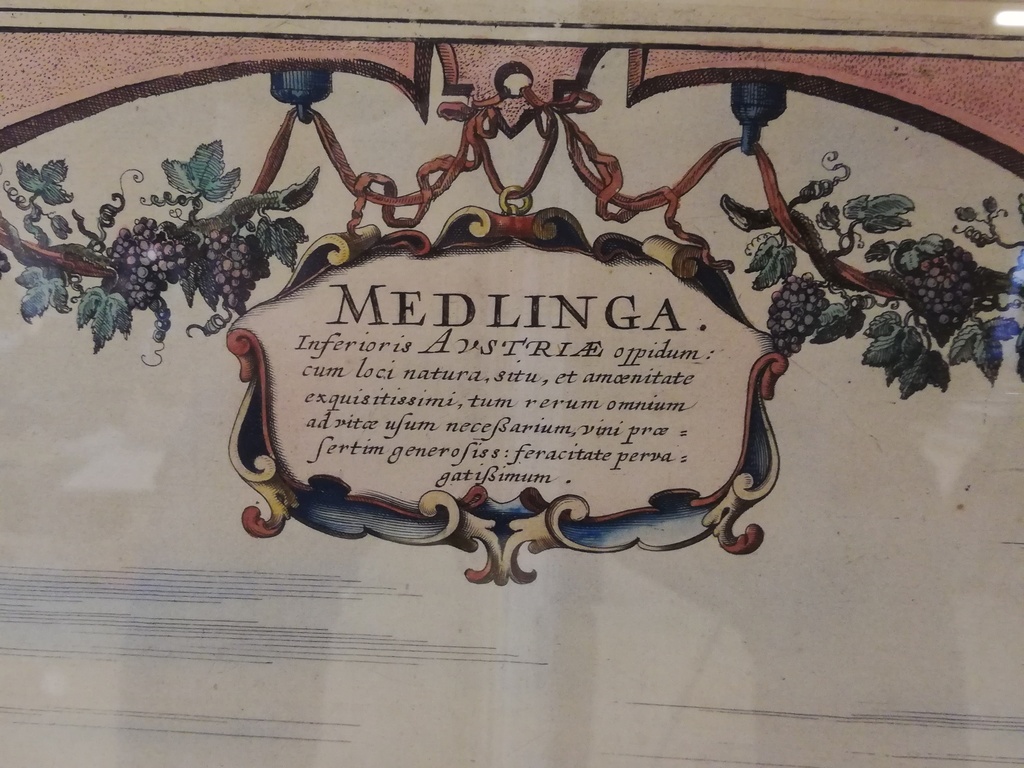 MEDLINGA.
Inferioris AVSTRIÆ oppidum:
cum loci natura, situ, et amœnitate
exquisitissimi, tum rerum omnium
ad vitæ uſum neceßarium, vini præ=
ſertim generoſiss: feracitate perva=
gatißimum.